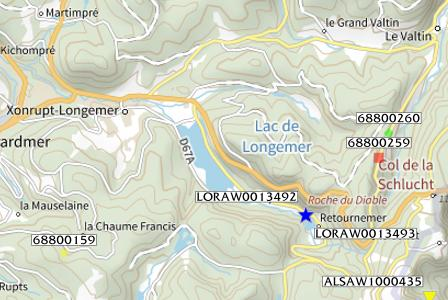 Martimpré
le Grand Valtin
Le Valtin
Kichompré
Xonrupt-Longemer
68800260
Lac de
Longemer
68800259
ardmer
D67A
Col de la
Schlucht
LORAW0013492
Roche du Diable
la Mauselaine
Retournemer
la Chaume Francis
LORAW0013493
68800159
ALSAW1000435
Rupts